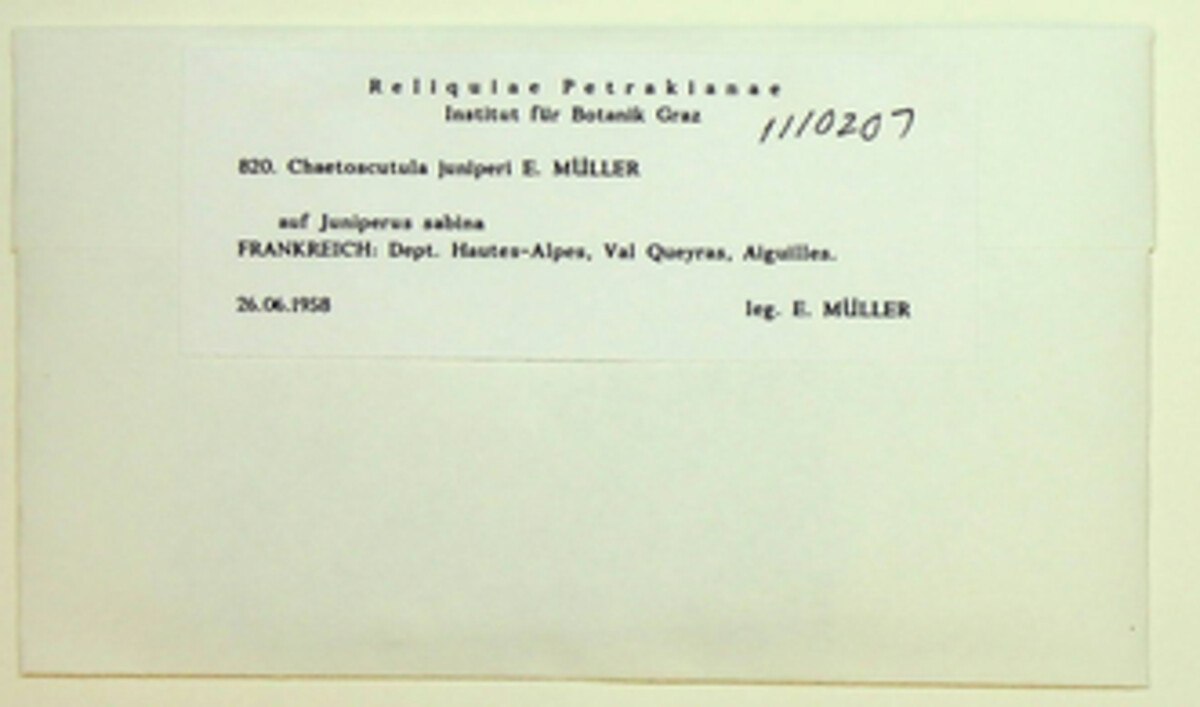 Reliquiae Petrakianae
Institut für Botanik Graz
1110207
820. Chaetoscutula juniperi E. MÜLLER
auf Juniperus sabina
FRANKREICH: Dept. Hautes-Alpes, Val Queyras, Aiguilles.
26.06.1958 leg. E. MÜLLER